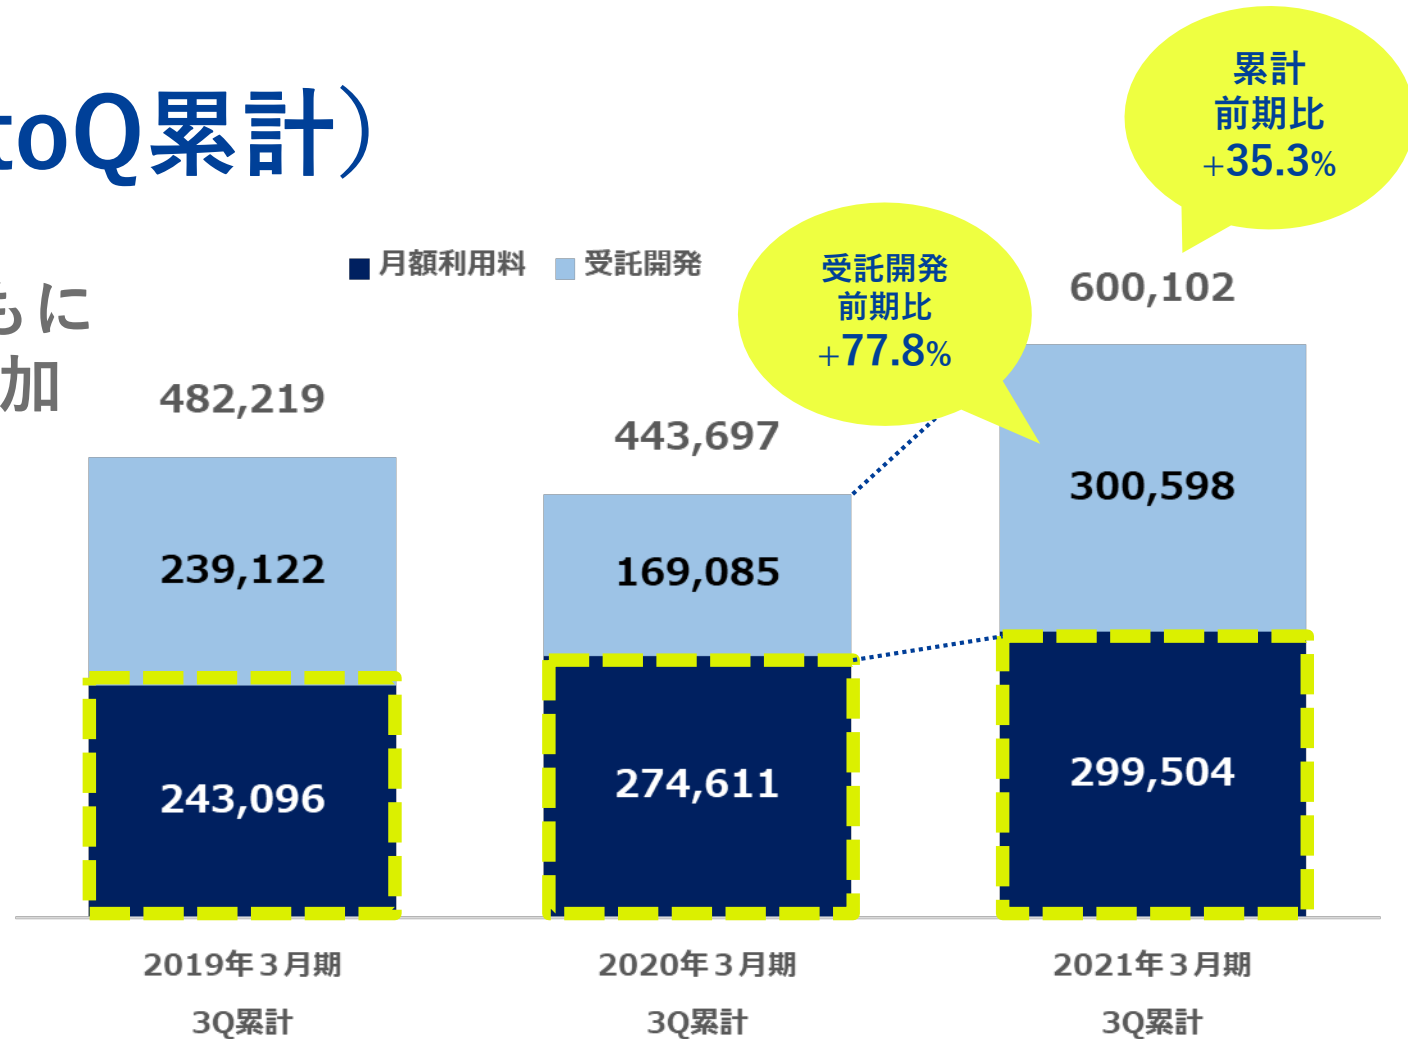 toQ累計）
もに
加
月額利用料
受託開発
累計
前期比
+35.3%
受託開発
前期比
+77.8%
482,219
443,697
600,102
239,122
169,085
300,598
243,096
274,611
299,504
2019年３月期
3Q累計
2020年３月期
3Q累計
2021年３月期
3Q累計